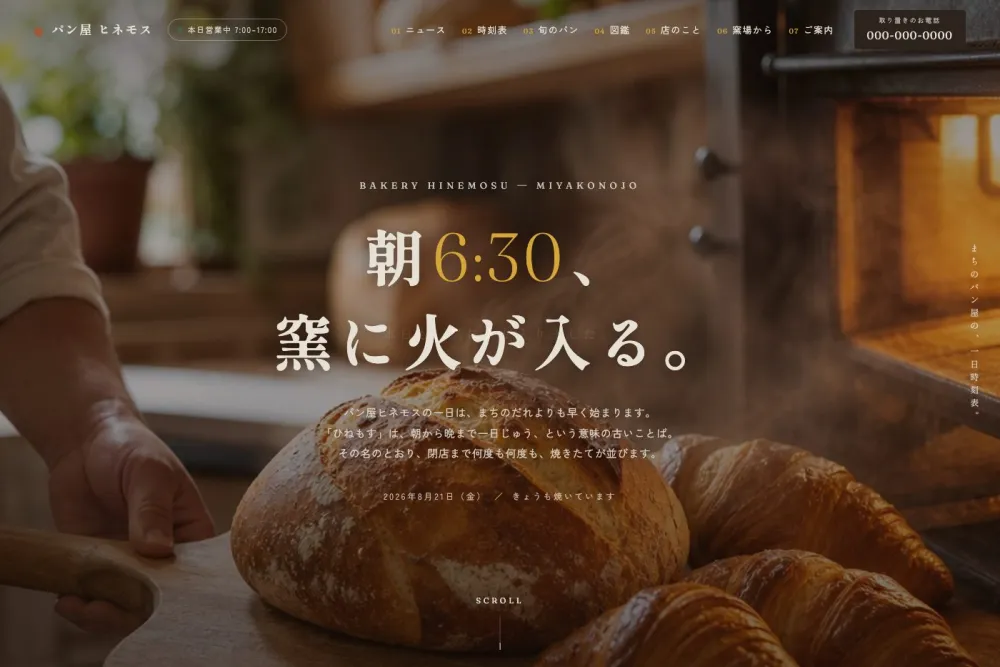 パン屋 ヒネモス
本日営業中 7:00–17:00
01 ニュース
02 時刻表
03 旬のパン
04 図鑑
05 店のこと
06 窯場から
07 ご案内
取り置きのお電話
000-000-0000
BAKERY HINEMOSU — MIYAKONOJO
朝6:30、
窯に火が入る。
パン屋ヒネモスの一日は、まちのだれよりも早く始まります。
「ひねもす」は、朝から晩まで一日じゅう、という意味の古いことば。
その名のとおり、閉店まで何度も何度も、焼きたてが並びます。
2026年8月21日（金） ／ きょうも焼いています
まちのパン屋の、一日時刻表。
SCROLL